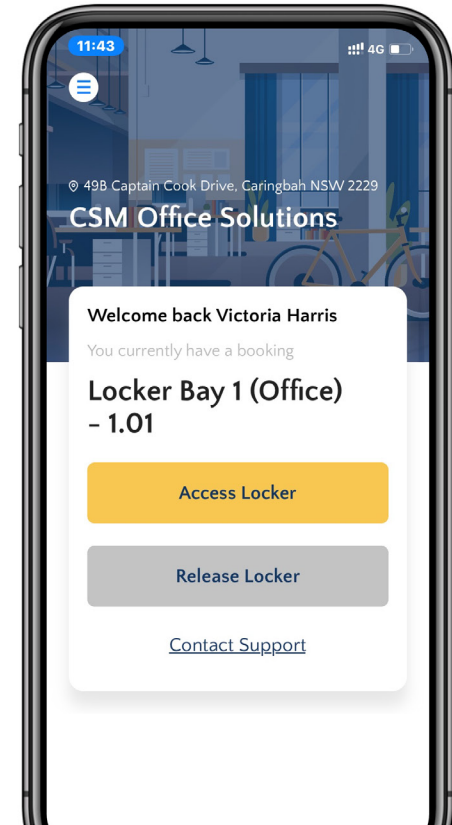 11:43
4G
49B Captain Cook Drive, Caringbah NSW 2229
CSM Office Solutions
Welcome back Victoria Harris
You currently have a booking
Locker Bay 1 (Office)
- 1.01
Access Locker
Release Locker
Contact Support